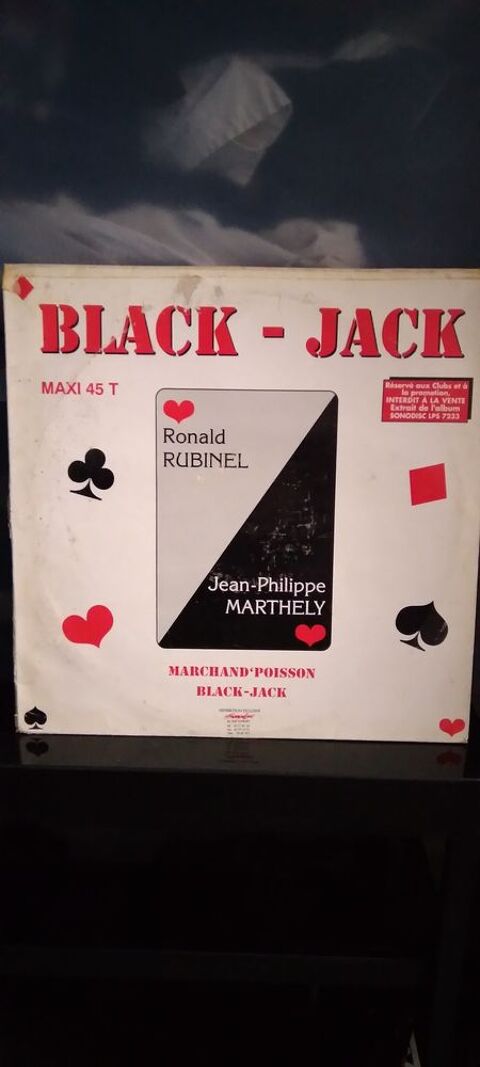 BLACK - JACK
MAXI 45 T
Réservé aux Clubs et à
la promotion,
INTERDIT A LA VENTE
Extrait de l'album
SONODISC LPS 7233
Ronald
RUBINEL
Jean-Philippe
MARTHELY
MARCHAND'POISSON
BLACK-JACK